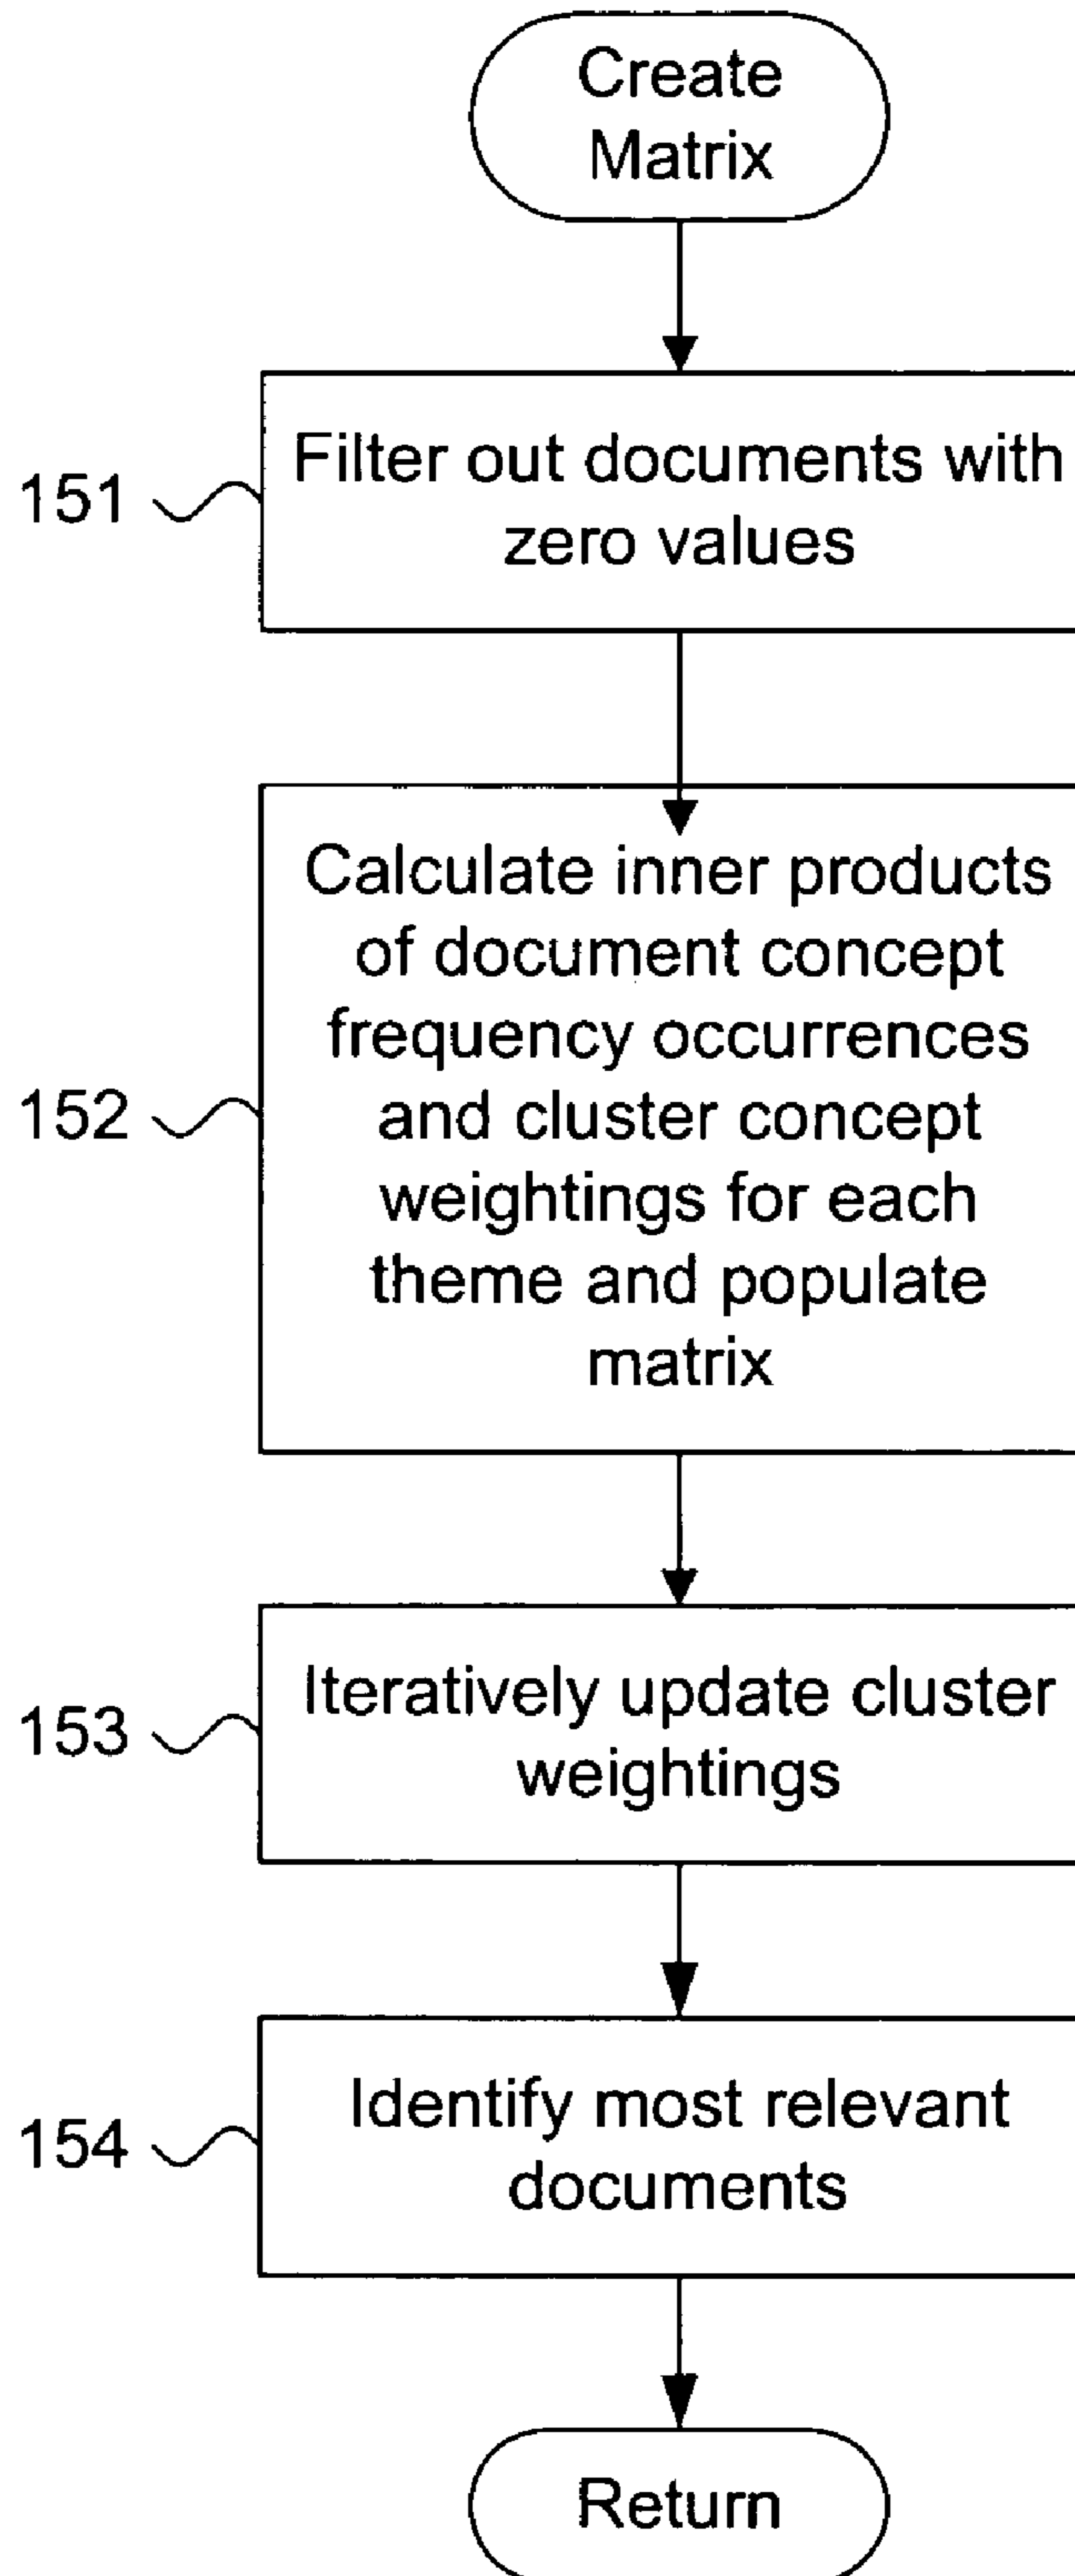 Create
Matrix
151
Filter out documents with
zero values
152
Calculate inner products
of document concept
frequency occurrences
and cluster concept
weightings for each
theme and populate
matrix
153
Iteratively update cluster
weightings
154
Identify most relevant
documents
Return